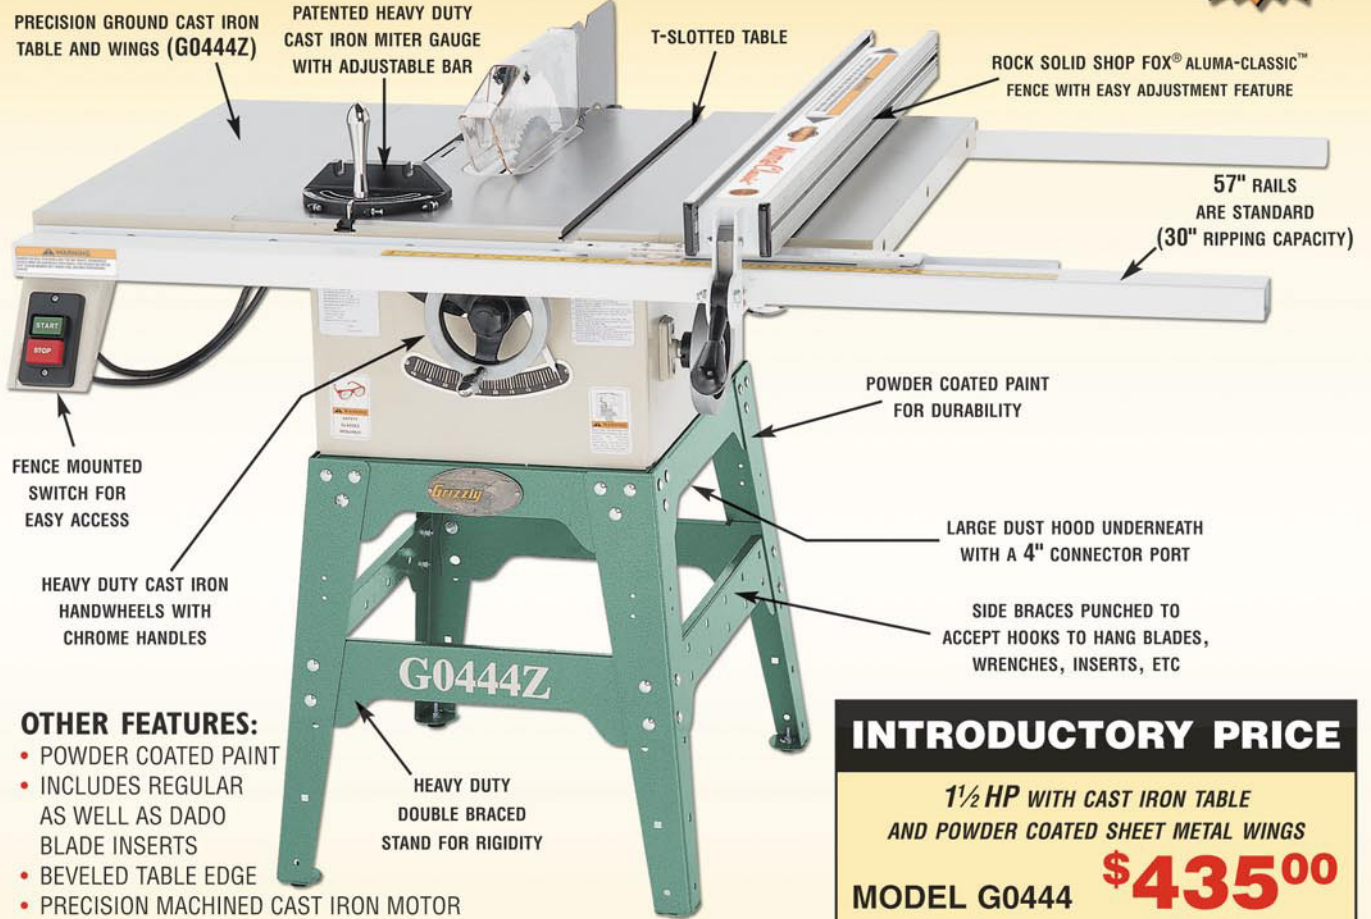 PRECISION GROUND CAST IRON
TABLE AND WINGS (G0444Z)
PATENTED HEAVY DUTY
CAST IRON MITER GAUGE
WITH ADJUSTABLE BAR
T-SLOTTED TABLE
ROCK SOLID SHOP FOX® ALUMA-CLASSIC™
FENCE WITH EASY ADJUSTMENT FEATURE
57" RAILS
ARE STANDARD
(30" RIPPING CAPACITY)
WARNING
START
STOP
POWDER COATED PAINT
FOR DURABILITY
FENCE MOUNTED
SWITCH FOR
EASY ACCESS
Grizzly
LARGE DUST HOOD UNDERNEATH
WITH A 4" CONNECTOR PORT
HEAVY DUTY CAST IRON
HANDWHEELS WITH
CHROME HANDLES
SIDE BRACES PUNCHED TO
ACCEPT HOOKS TO HANG BLADES,
WRENCHES, INSERTS, ETC
G0444Z
HEAVY DUTY
DOUBLE BRACED
STAND FOR RIGIDITY
OTHER FEATURES:
• POWDER COATED PAINT
• INCLUDES REGULAR
AS WELL AS DADO
BLADE INSERTS
• BEVELED TABLE EDGE
• PRECISION MACHINED CAST IRON MOTOR
INTRODUCTORY PRICE
1½ HP WITH CAST IRON TABLE
AND POWDER COATED SHEET METAL WINGS
MODEL G0444 $43500